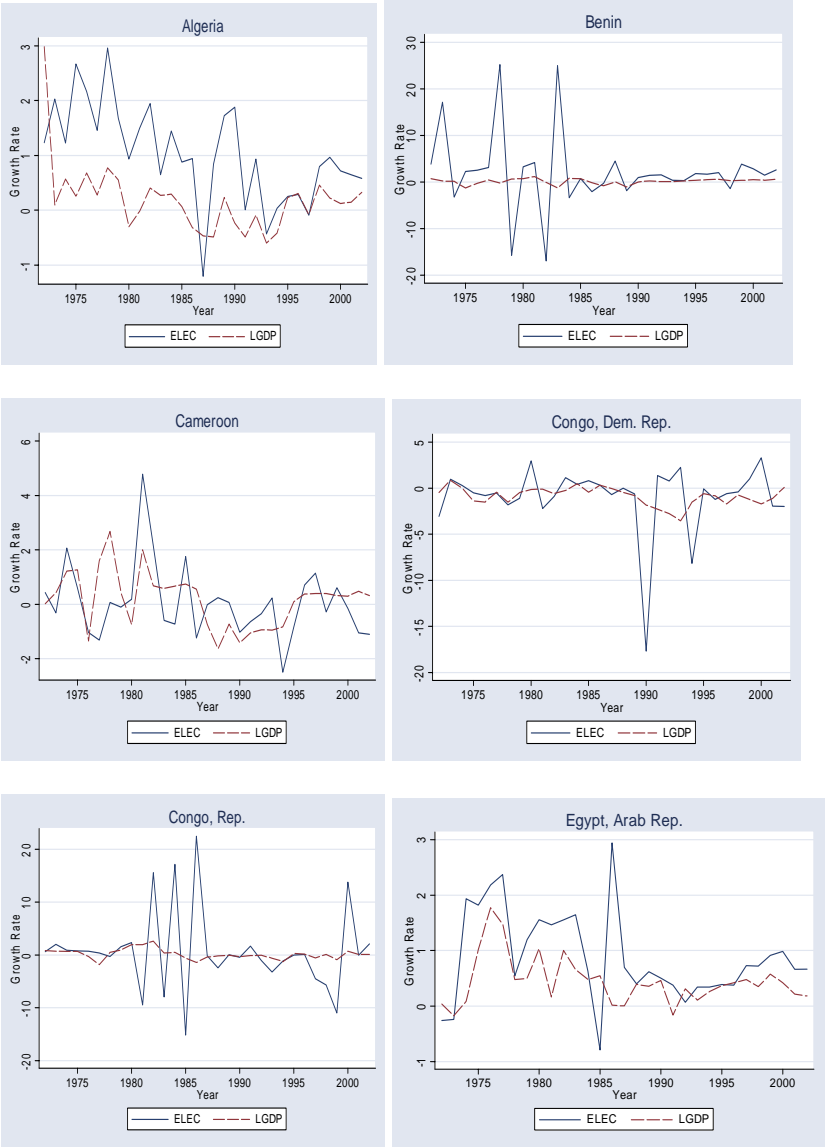 Algeria
Growth Rate
3
2
1
0
-1
1975 1980 1985 1990 1995 2000
Year
ELEC LGDP
Benin
Growth Rate
30
20
10
0
-10
-20
1975 1980 1985 1990 1995 2000
Year
ELEC LGDP
Cameroon
Growth Rate
6
4
2
0
-2
1975 1980 1985 1990 1995 2000
Year
ELEC LGDP
Congo, Dem. Rep.
Growth Rate
5
0
-5
-10
-15
-20
1975 1980 1985 1990 1995 2000
Year
ELEC LGDP
Congo, Rep.
Growth Rate
20
10
0
-10
-20
1975 1980 1985 1990 1995 2000
Year
ELEC LGDP
Egypt, Arab Rep.
Growth Rate
3
2
1
0
-1
1975 1980 1985 1990 1995 2000
Year
ELEC LGDP